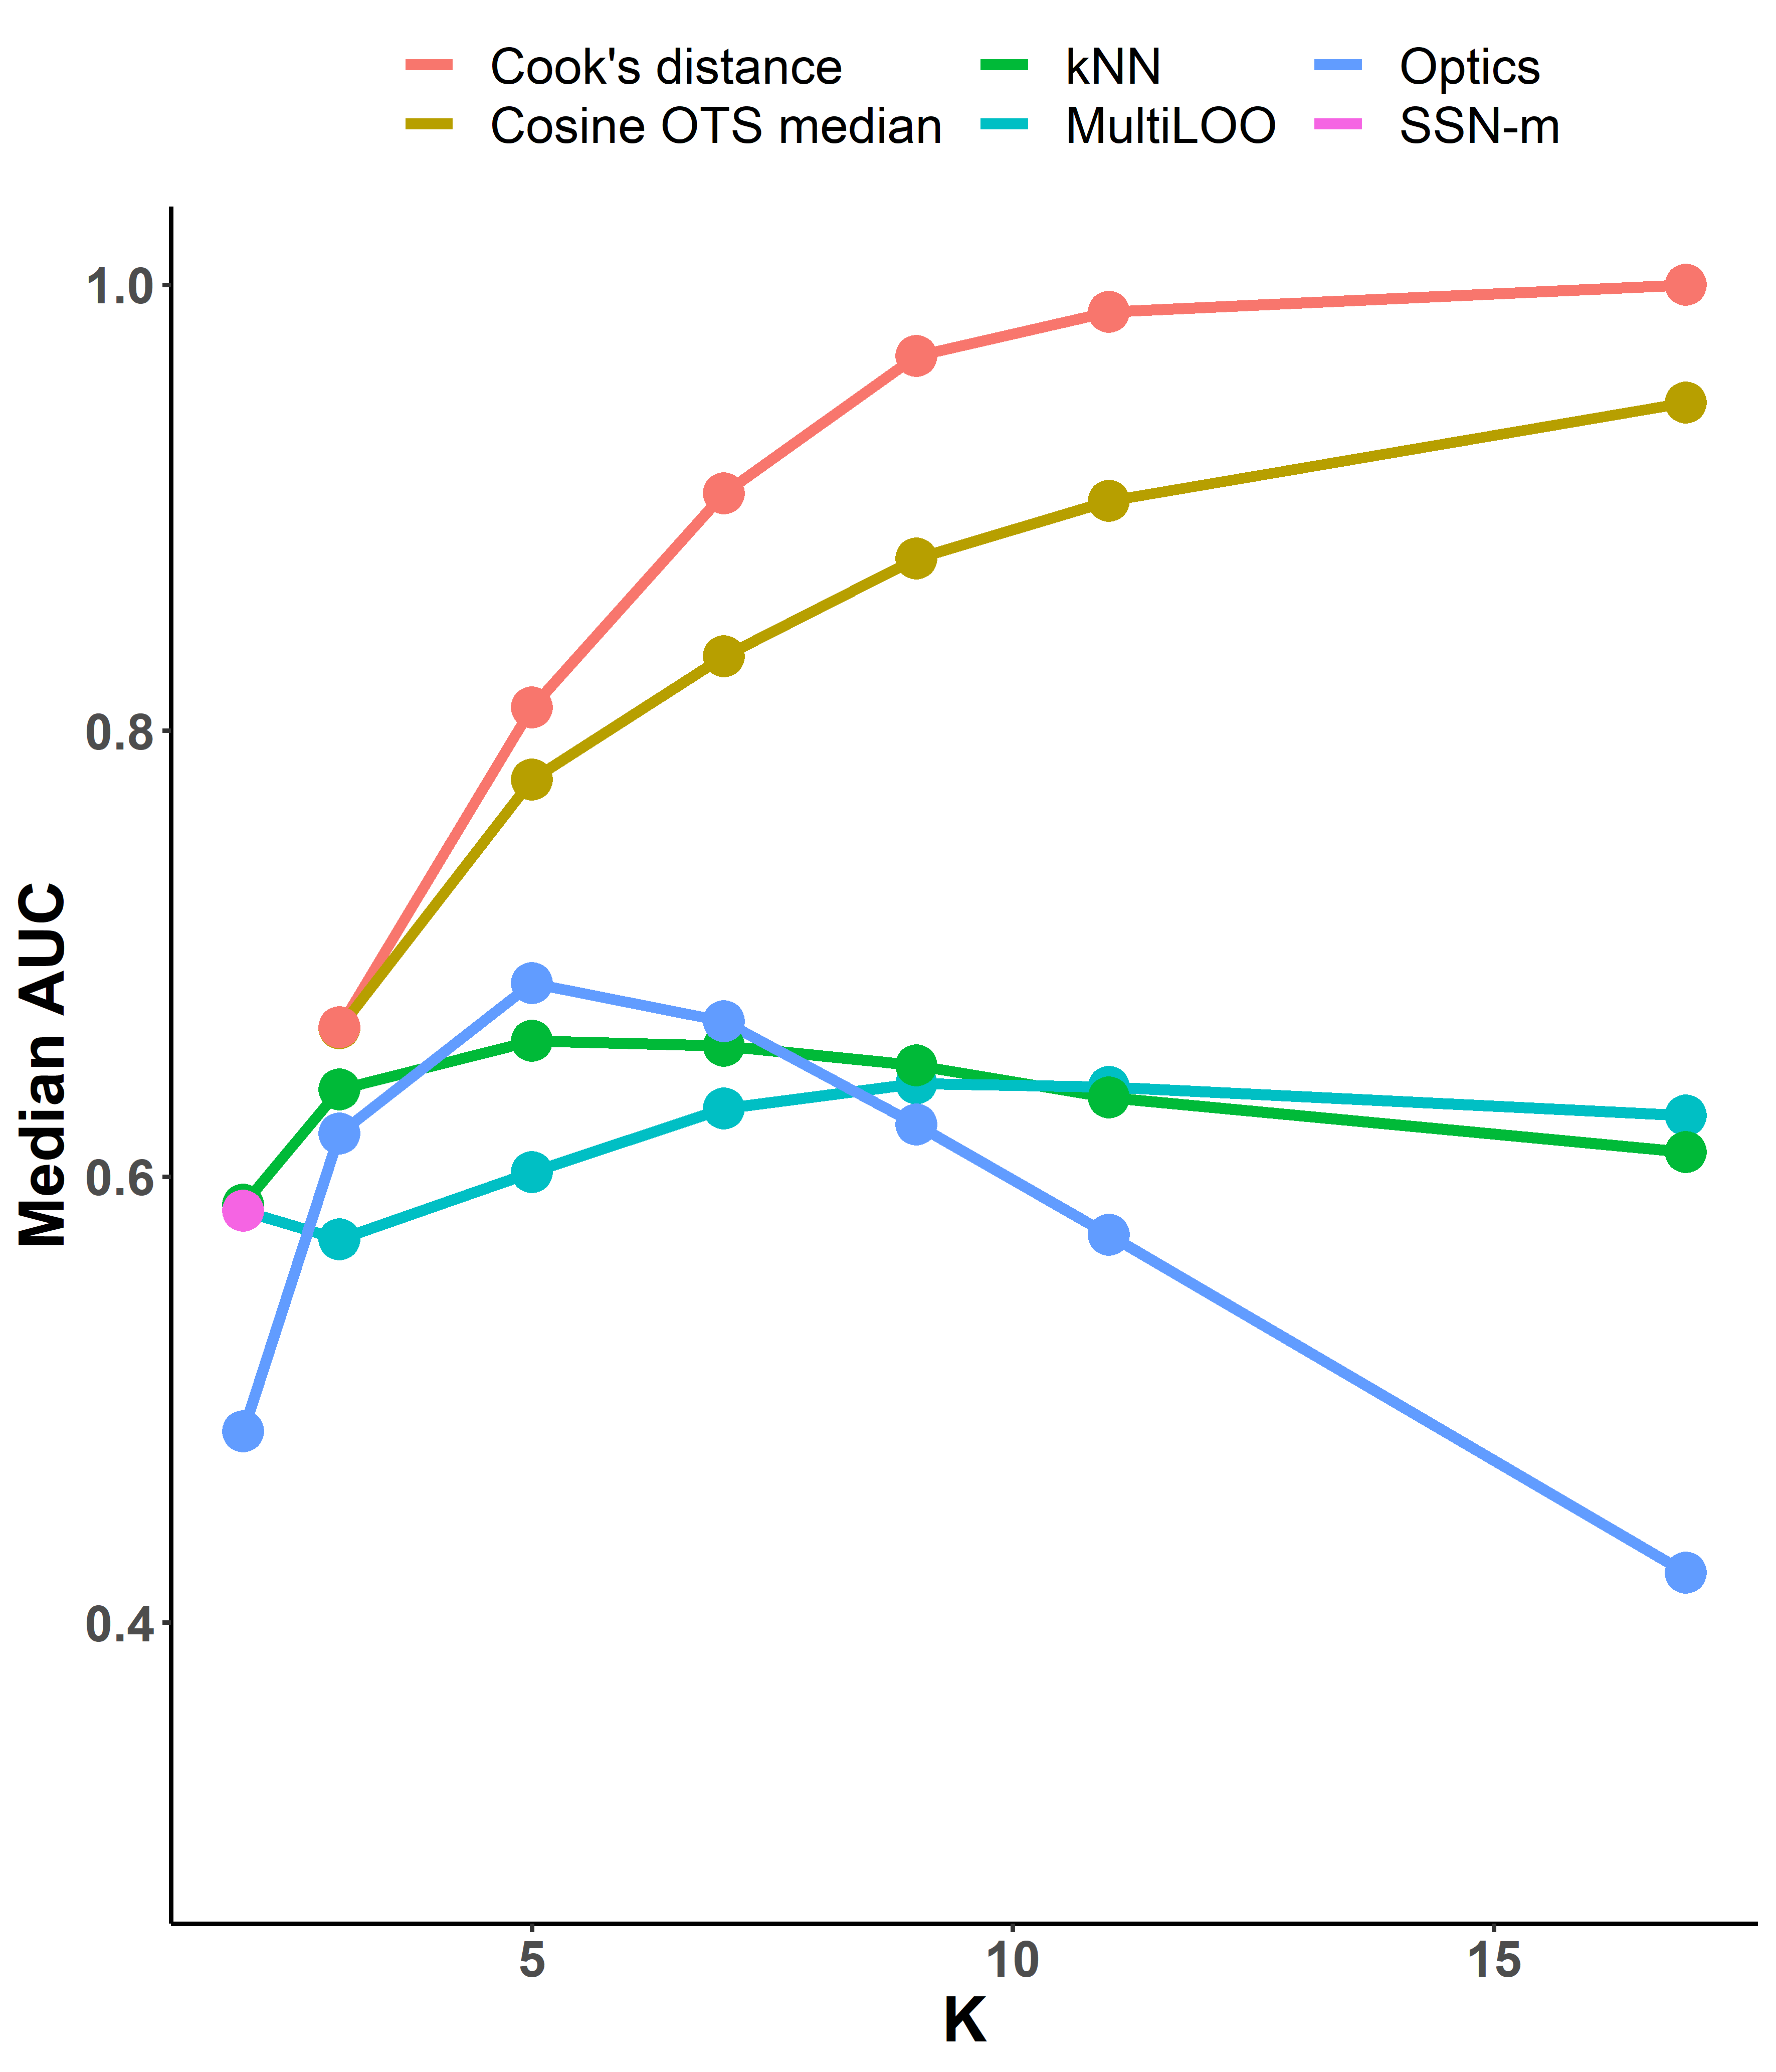 Cook's distance kNN Optics
Cosine OTS median MultiLOO SSN-m
1.0
0.8
0.6
0.4
Median AUC
5 10 15
K